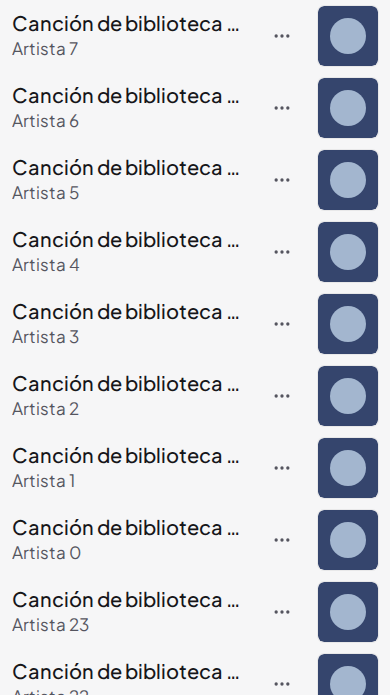 Canción de biblioteca ...
Artista 7
Canción de biblioteca ...
Artista 6
Canción de biblioteca ...
Artista 5
Canción de biblioteca ...
Artista 4
Canción de biblioteca ...
Artista 3
Canción de biblioteca ...
Artista 2
Canción de biblioteca ...
Artista 1
Canción de biblioteca ...
Artista 0
Canción de biblioteca ...
Artista 23
Canción de biblioteca ...
Artista 22